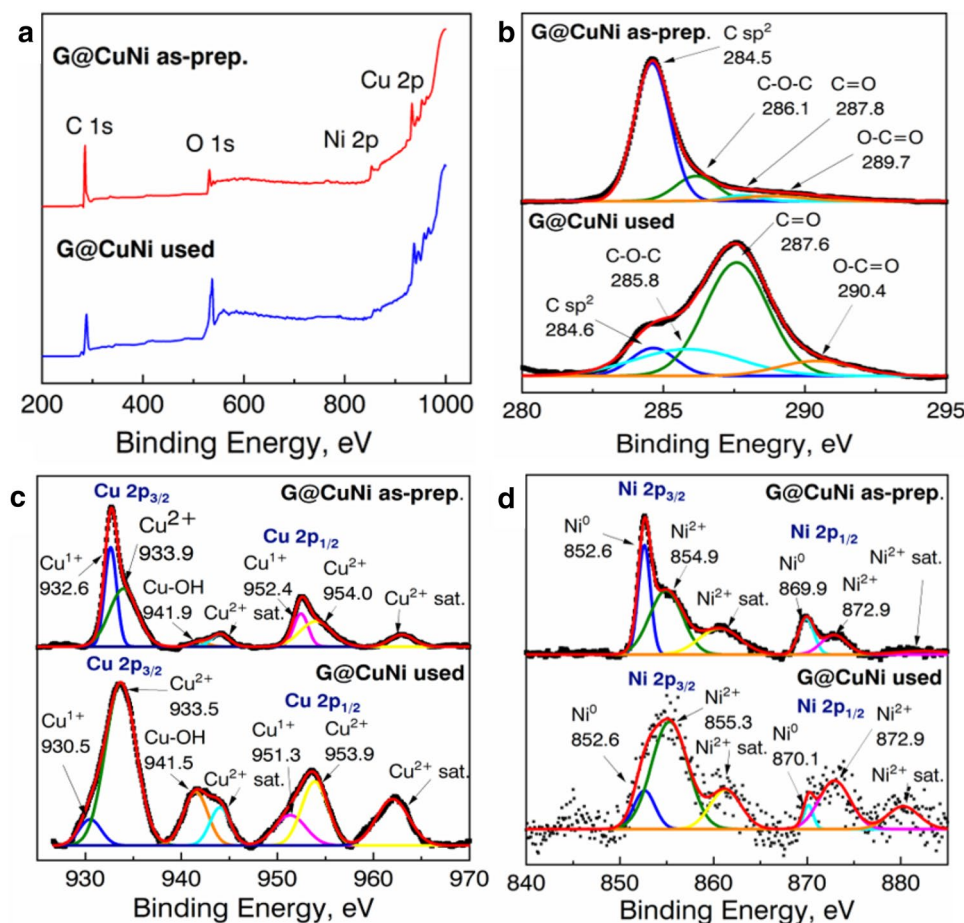 a
G@CuNi as-prep.
Cu 2p
C 1s
O 1s
Ni 2p
G@CuNi used
200 400 600 800 1000
Binding Energy, eV
b
G@CuNi as-prep.
C sp²
284.5
C-O-C
286.1
C=O
287.8
O-C=O
289.7
G@CuNi used
C=O
287.6
C-O-C
285.8
O-C=O
290.4
C sp²
284.6
280 285 290 295
Binding Enegry, eV
c
Cu 2p3/2
G@CuNi as-prep.
Cu2+
933.9
Cu1+
932.6
Cu-OH
941.9
Cu2+ sat.
Cu 2p1/2
Cu1+
952.4
Cu2+
954.0
Cu2+ sat.
Cu 2p3/2
G@CuNi used
Cu2+
933.5
Cu1+
930.5
Cu-OH
941.5
Cu2+ sat.
Cu 2p1/2
Cu1+
951.3
Cu2+
953.9
Cu2+ sat.
930 940 950 960 970
Binding Energy, eV
d
Ni 2p3/2
G@CuNi as-prep.
Ni0
852.6
Ni2+
854.9
Ni2+ sat.
Ni 2p1/2
Ni0
869.9
Ni2+
872.9
Ni2+ sat.
Ni 2p3/2
G@CuNi used
Ni0
852.6
Ni2+
855.3
Ni2+ sat.
Ni 2p1/2
Ni0
870.1
Ni2+
872.9
Ni2+ sat.
840 850 860 870 880
Binding Energy, eV